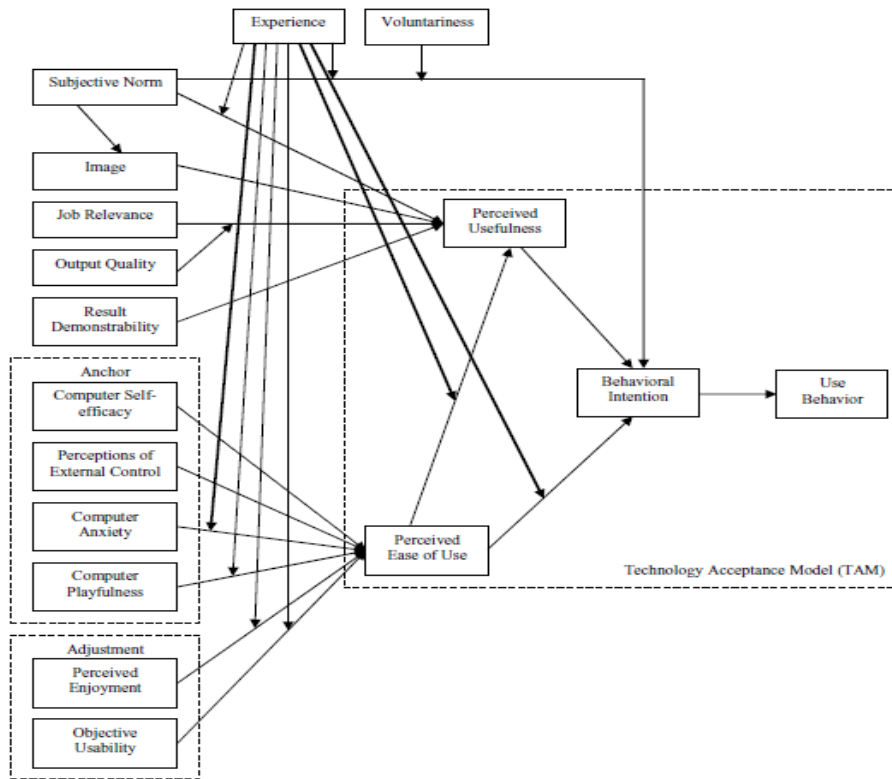 Experience
Voluntariness
Subjective Norm
Image
Job Relevance
Output Quality
Result
Demonstrability
Perceived
Usefulness
Anchor
Computer Self-
efficacy
Perceptions of
External Control
Computer
Anxiety
Computer
Playfulness
Behavioral
Intention
Use
Behavior
Perceived
Ease of Use
Technology Acceptance Model (TAM)
Adjustment
Perceived
Enjoyment
Objective
Usability